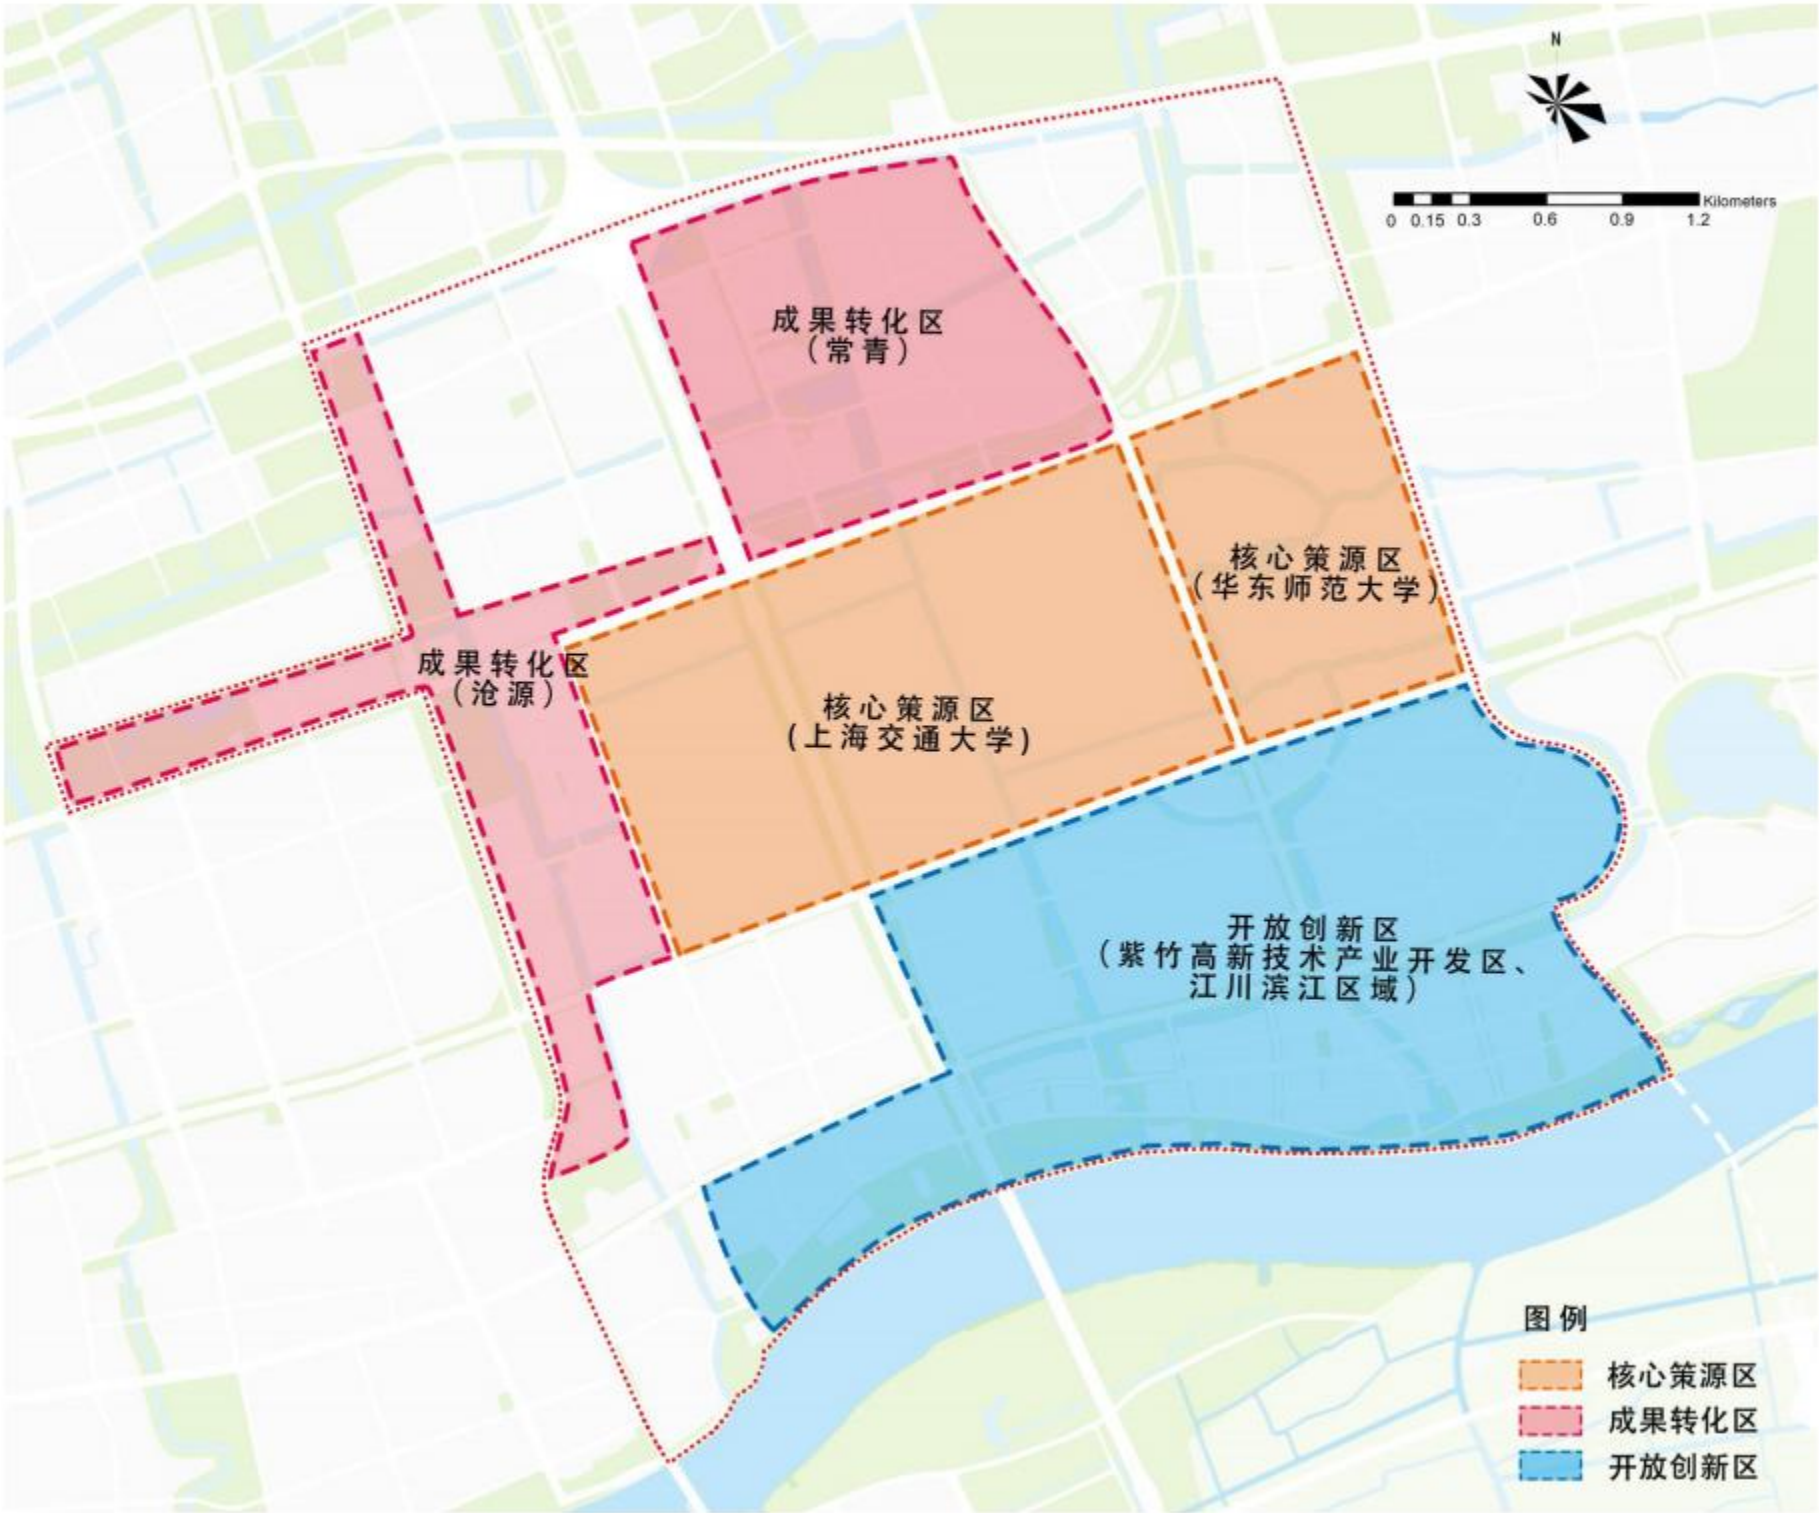 N
Kilometers
0 0.15 0.3 0.6 0.9 1.2
成果转化区
（常青）
核心策源区
（华东师范大学）
成果转化区
（沧源）
核心策源区
（上海交通大学）
开放创新区
（紫竹高新技术产业开发区、
江川滨江区域）
图例
核心策源区
成果转化区
开放创新区